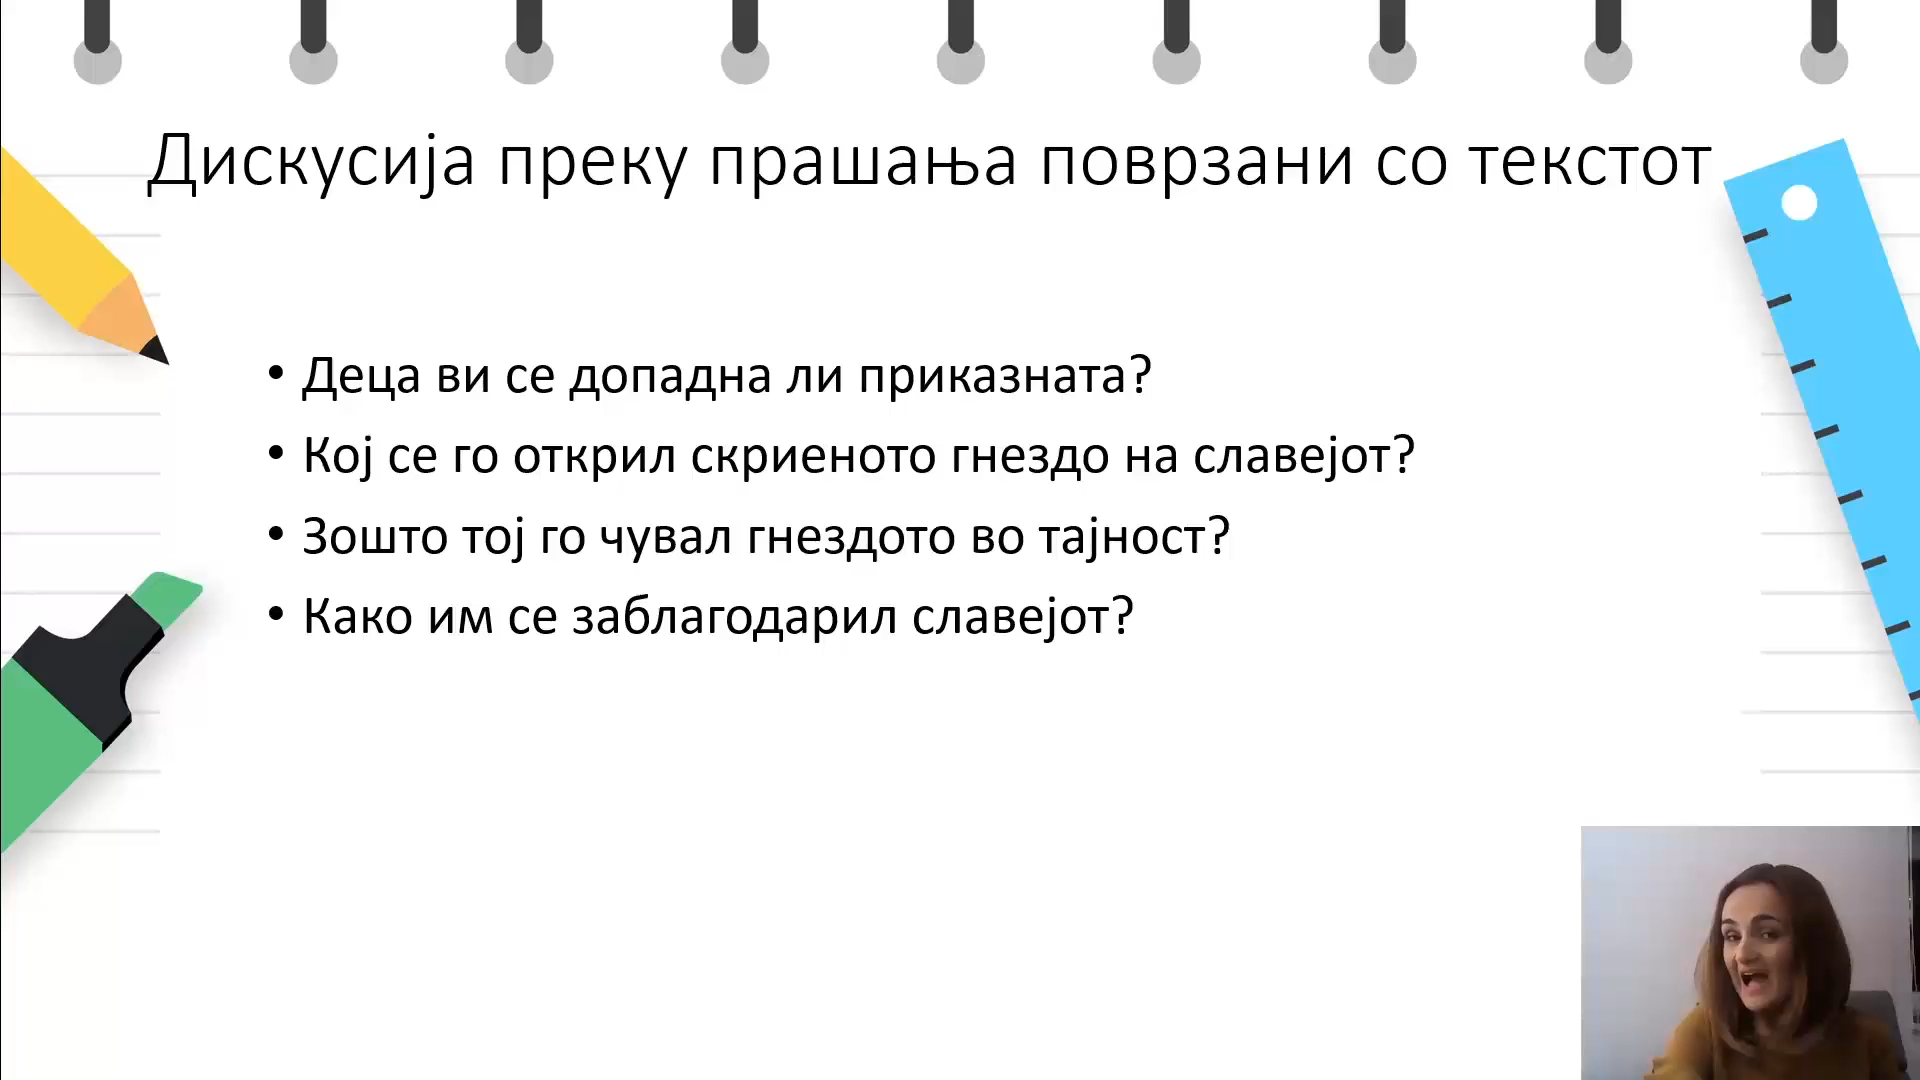 Дискусија преку прашања поврзани со текстот
• Деца ви се допадна ли приказната?
• Кој се го открил скриеното гнездо на славејот?
• Зошто тој го чувал гнездото во тајност?
• Како им се заблагодарил славејот?